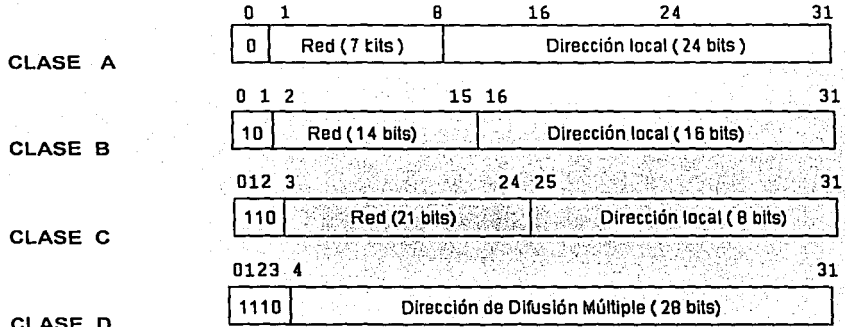 0 1 8 16 24 31
CLASE A
0 Red (7 bits) Dirección local (24 bits)
0 1 2 15 16 31
CLASE B
10 Red (14 bits) Dirección local (16 bits)
012 3 24 25 31
CLASE C
110 Red (21 bits) Dirección local (8 bits)
0123 4 31
CLASE D
1110 Dirección de Difusión Múltiple (28 bits)